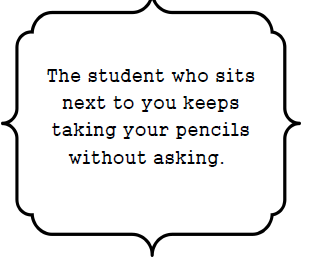 The student who sits
next to you keeps
taking your pencils
without asking.